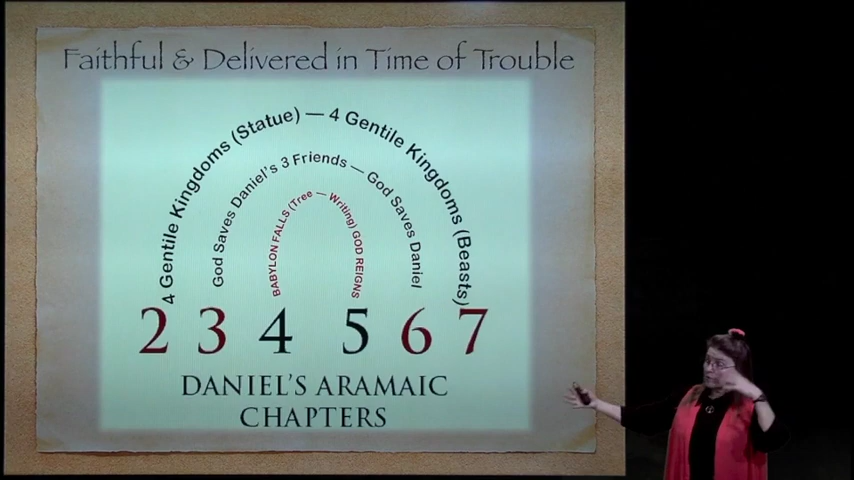 Faithful & Delivered in Time of Trouble
4 Gentile Kingdoms (Statue) — 4 Gentile Kingdoms (Beasts)
God Saves Daniel's 3 Friends — God Saves Daniel
BABYLON FALLS (Tree — Writing) GOD REIGNS
2 3 4 5 6 7
DANIEL'S ARAMAIC
CHAPTERS